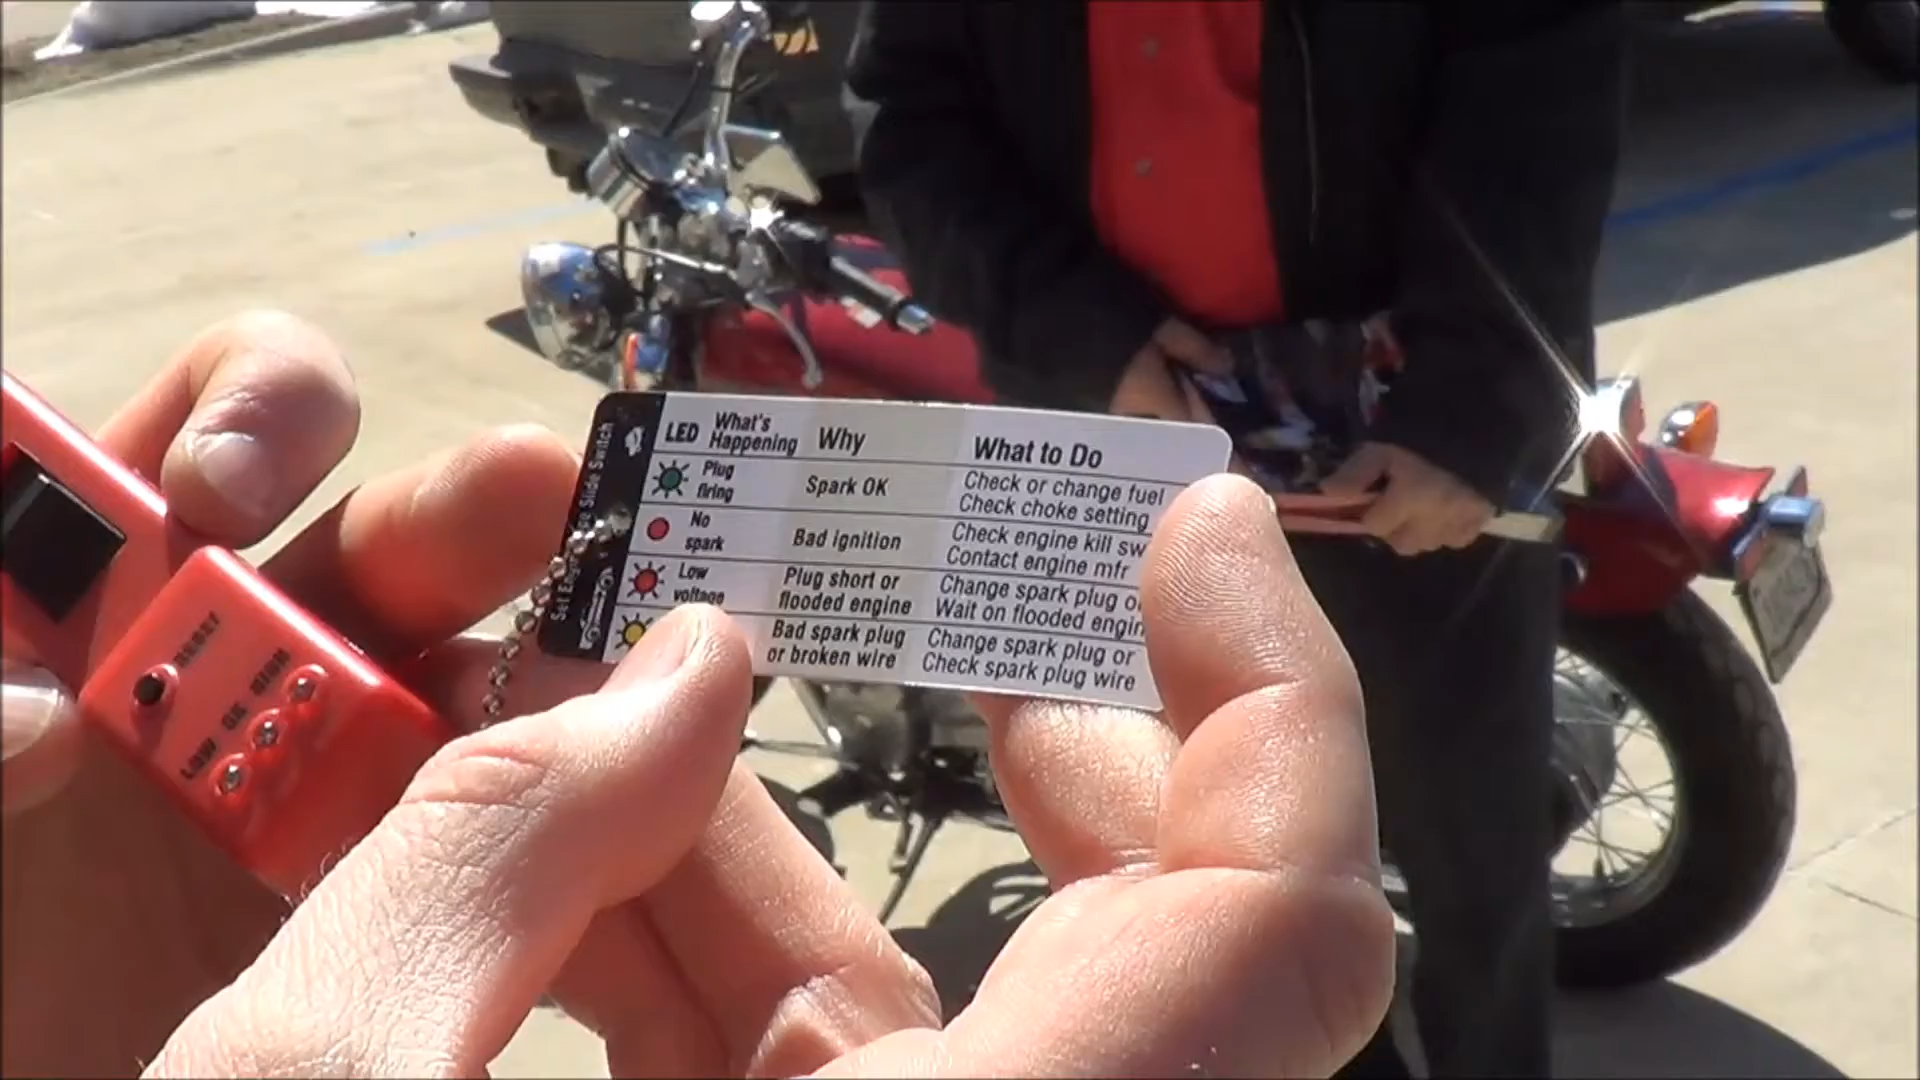 LED What's Happening Why What to Do
Plug firing Spark OK Check or change fuel
Check choke setting
No spark Bad ignition Check engine kill sw
Contact engine mfr
Low voltage Plug short or flooded engine Change spark plug or
Wait on flooded engin
Bad spark plug or broken wire Change spark plug or
Check spark plug wire
Slide Switch
RESET
LOW OK HIGH